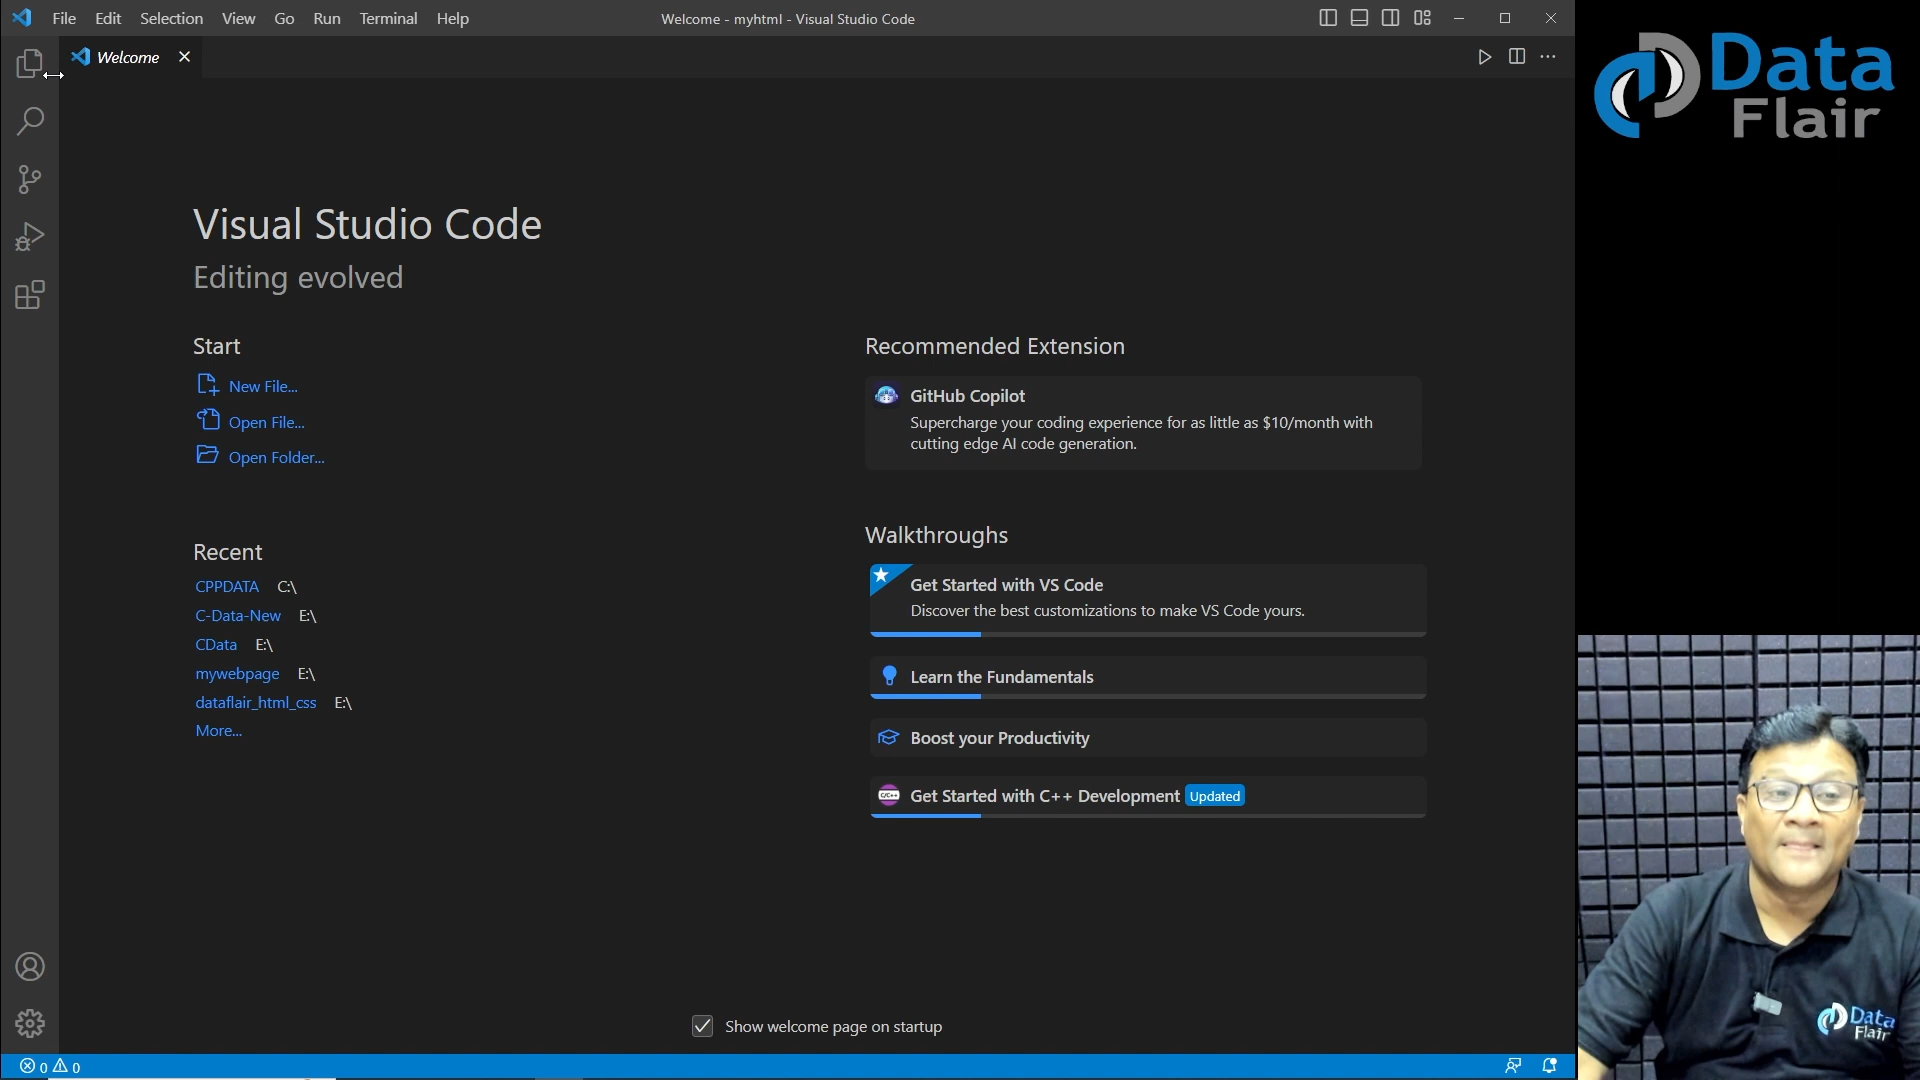 File Edit Selection View Go Run Terminal Help
Welcome - myhtml - Visual Studio Code
Welcome
Visual Studio Code
Editing evolved
Start
New File...
Open File...
Open Folder...
Recent
CPPDATA C:\
C-Data-New E:\
CData E:\
mywebpage E:\
dataflair_html_css E:\
More...
Recommended Extension
GitHub Copilot
Supercharge your coding experience for as little as $10/month with
cutting edge AI code generation.
Walkthroughs
Get Started with VS Code
Discover the best customizations to make VS Code yours.
Learn the Fundamentals
Boost your Productivity
C/C++ Get Started with C++ Development Updated
Show welcome page on startup
0 0
Data
Flair
Data
Flair